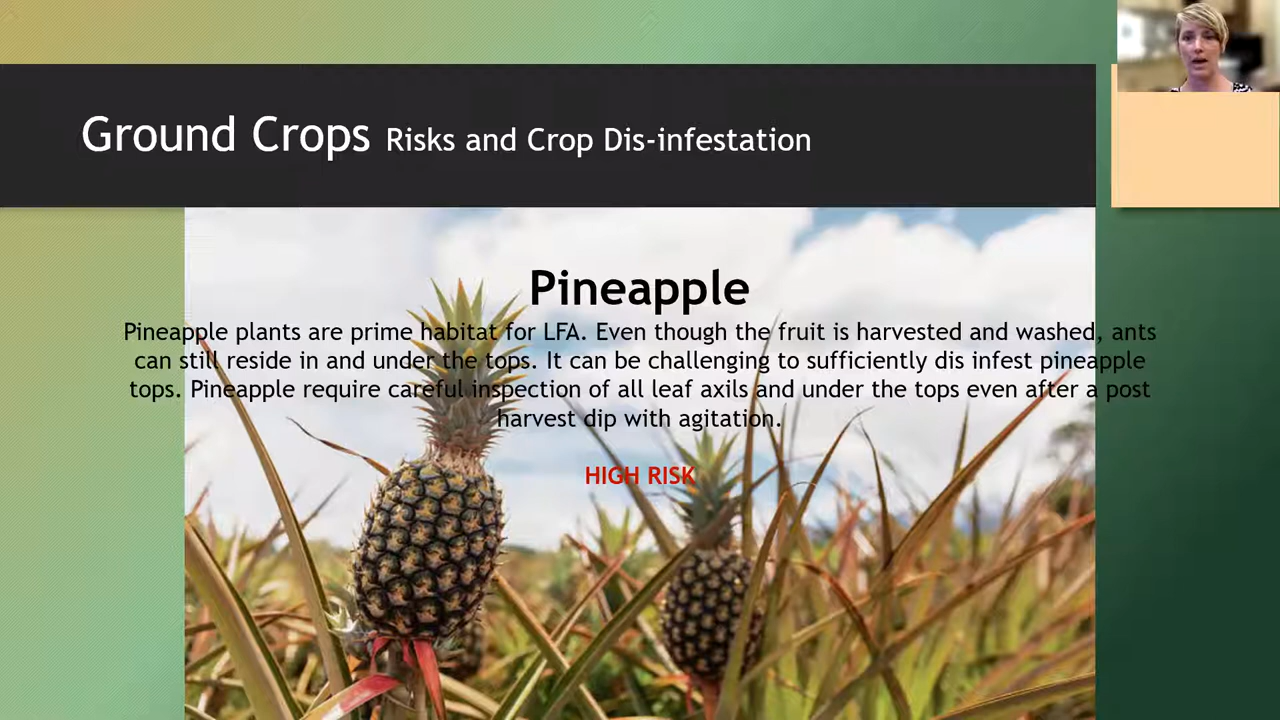 Ground Crops Risks and Crop Dis-infestation
Pineapple
Pineapple plants are prime habitat for LFA. Even though the fruit is harvested and washed, ants
can still reside in and under the tops. It can be challenging to sufficiently dis infest pineapple
tops. Pineapple require careful inspection of all leaf axils and under the tops even after a post
harvest dip with agitation.
HIGH RISK